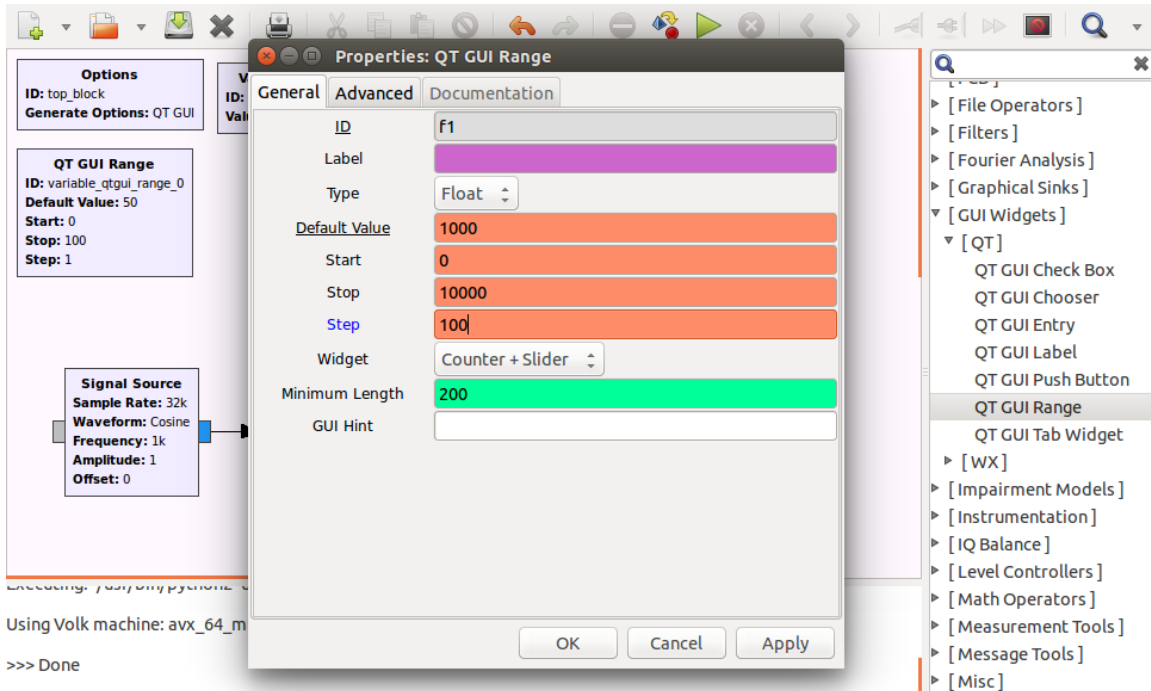 Properties: QT GUI Range
General Advanced Documentation
ID f1
Label
Type Float
Default Value 1000
Start 0
Stop 10000
Step 100
Widget Counter + Slider
Minimum Length 200
GUI Hint
OK Cancel Apply
Options
ID: top_block
Generate Options: QT GUI
QT GUI Range
ID: variable_qtgui_range_0
Default Value: 50
Start: 0
Stop: 100
Step: 1
Signal Source
Sample Rate: 32k
Waveform: Cosine
Frequency: 1k
Amplitude: 1
Offset: 0
ID:
Using Volk machine: avx_64_m
>>> Done
[ File Operators ]
[ Filters ]
[ Fourier Analysis ]
[ Graphical Sinks ]
[ GUI Widgets ]
[ QT ]
QT GUI Check Box
QT GUI Chooser
QT GUI Entry
QT GUI Label
QT GUI Push Button
QT GUI Range
QT GUI Tab Widget
[ WX ]
[ Impairment Models ]
[ Instrumentation ]
[ IQ Balance ]
[ Level Controllers ]
[ Math Operators ]
[ Measurement Tools ]
[ Message Tools ]
[ Misc ]